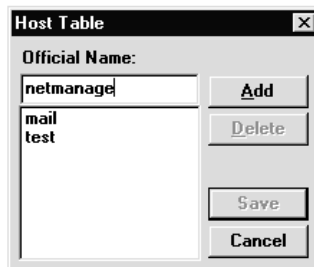 Host Table
Official Name:
netmanage
Add
mail
test
Delete
Save
Cancel